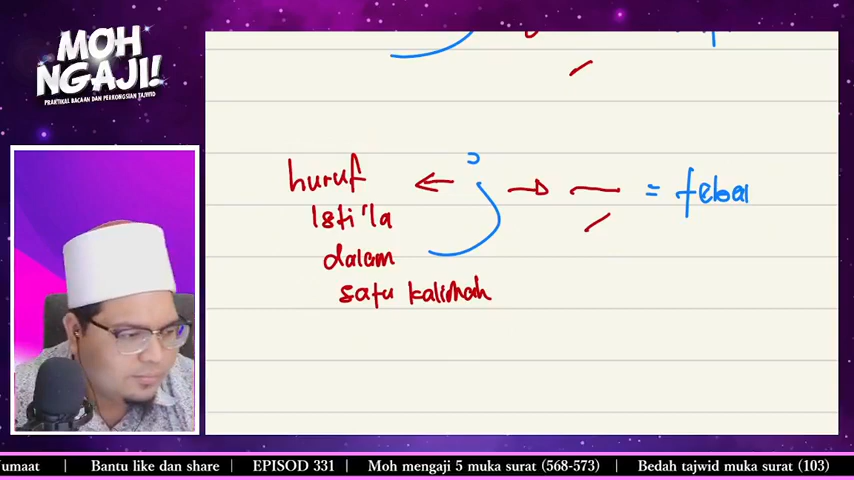 MOH
NGAJI!
PRAKTIKAL BACAAN DAN PERKONGSIAN TAJWID
huruf ← رْ → = tebal
Isti'la
dalam
satu kalimah
Jumaat | Bantu like dan share | EPISOD 331 | Moh mengaji 5 muka surat (568-573) | Bedah tajwid muka surat (103)